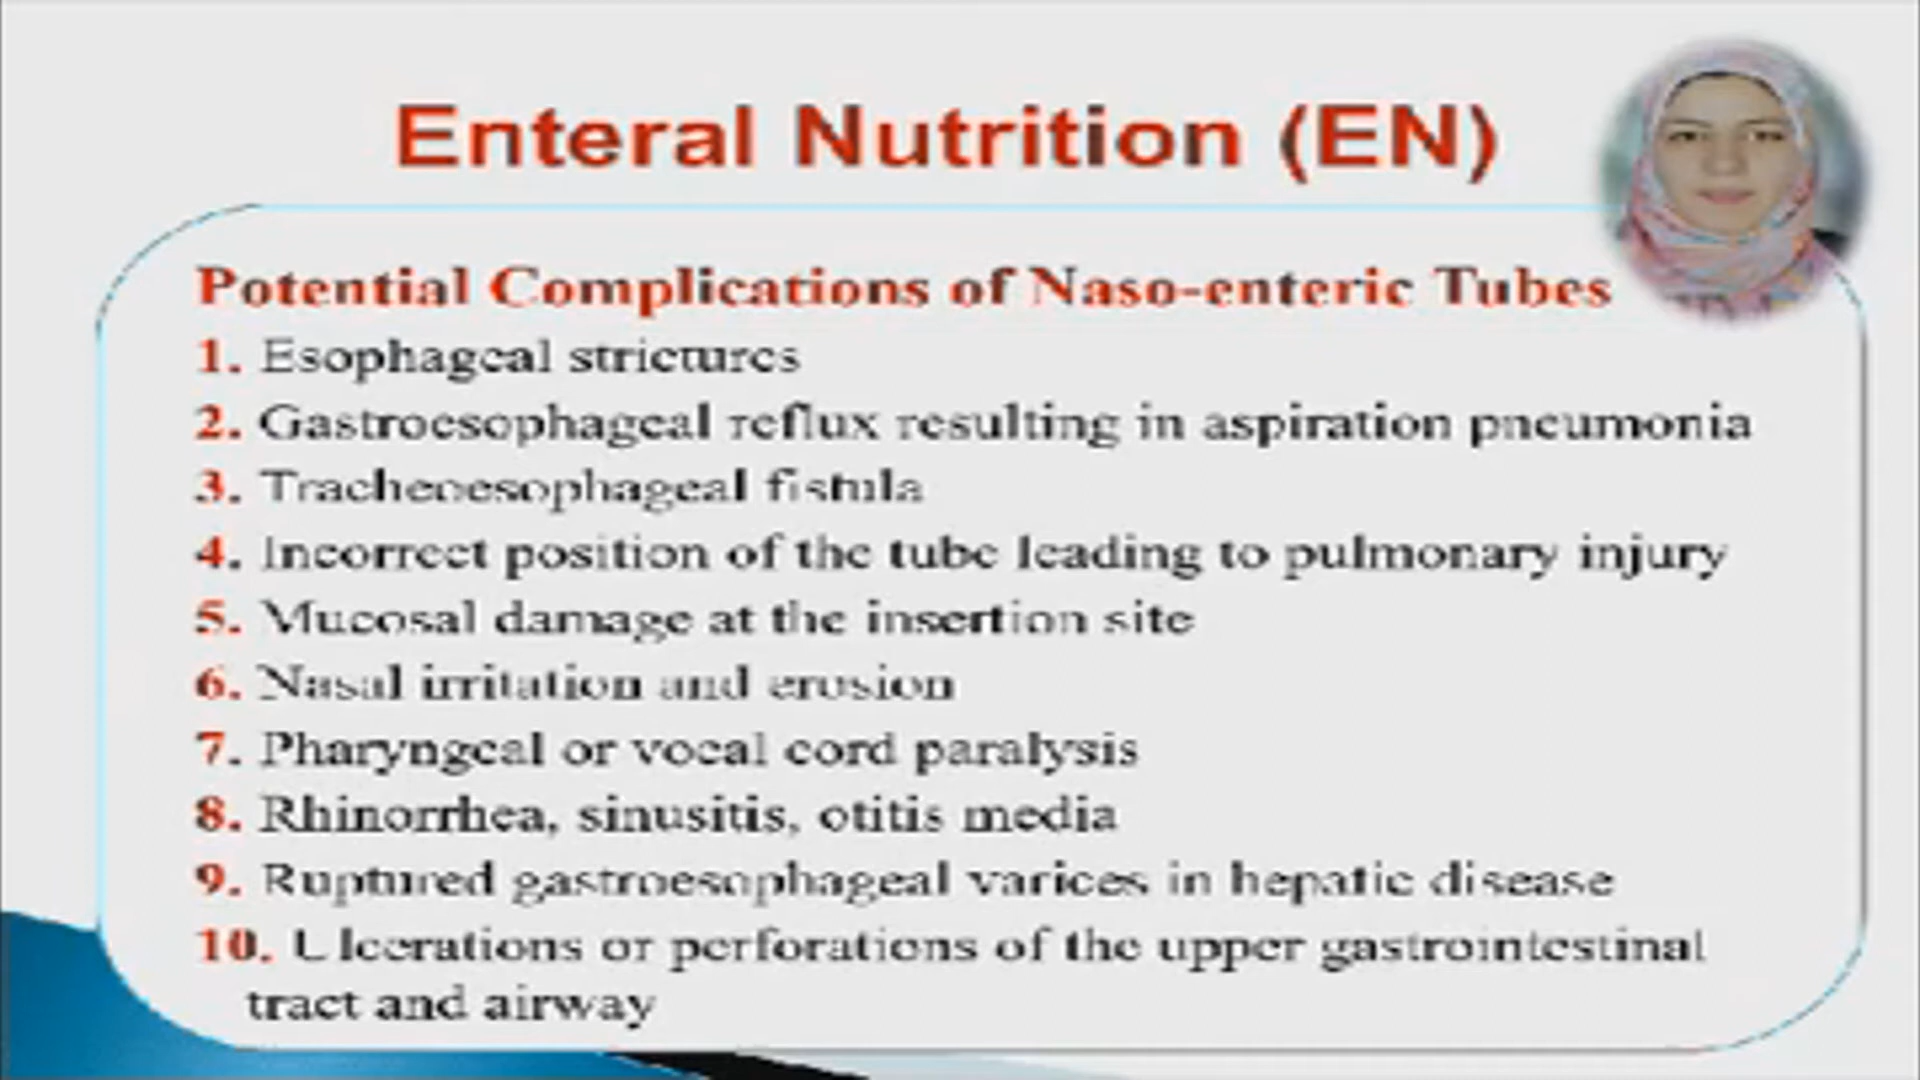 Enteral Nutrition (EN)
Potential Complications of Naso-enteric Tubes
1. Esophageal strictures
2. Gastroesophageal reflux resulting in aspiration pneumonia
3. Tracheoesophageal fistula
4. Incorrect position of the tube leading to pulmonary injury
5. Mucosal damage at the insertion site
6. Nasal irritation and erosion
7. Pharyngeal or vocal cord paralysis
8. Rhinorrhea, sinusitis, otitis media
9. Ruptured gastroesophageal varices in hepatic disease
10. Ulcerations or perforations of the upper gastrointestinal
tract and airway